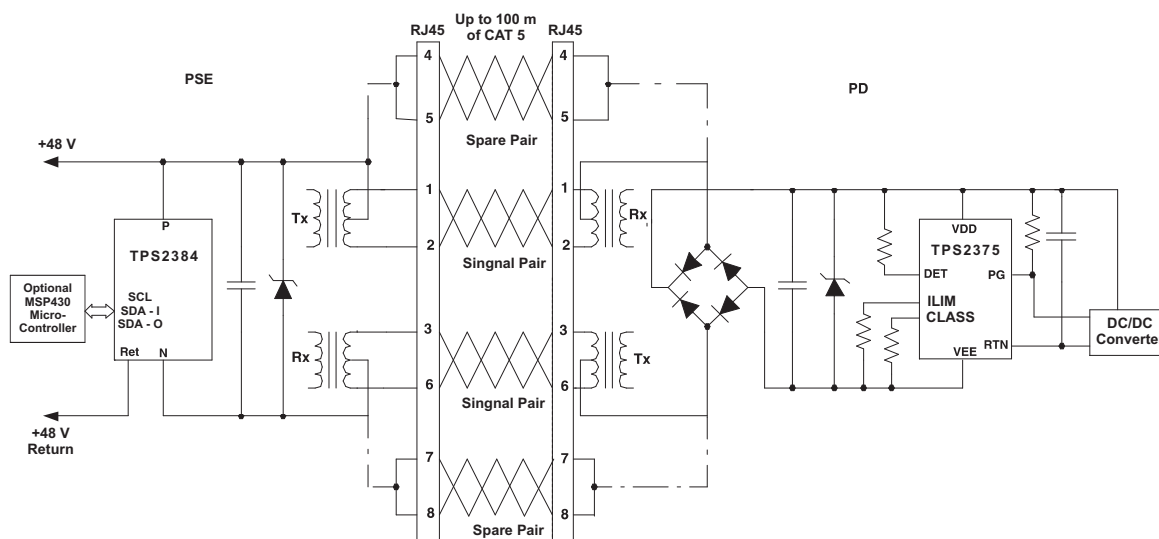 Up to 100 m
of CAT 5
RJ45
RJ45
PSE
PD
4
4
5
5
Spare Pair
+48 V
1
1
Tx
Rx
2
2
Singnal Pair
P
TPS2384
SCL
SDA - I
SDA - O
Ret
N
Optional
MSP430
Micro-
Controller
VDD
TPS2375
DET
PG
ILIM
CLASS
VEE
RTN
DC/DC
Converte
3
3
Rx
Tx
6
6
Singnal Pair
+48 V
Return
7
7
8
8
Spare Pair